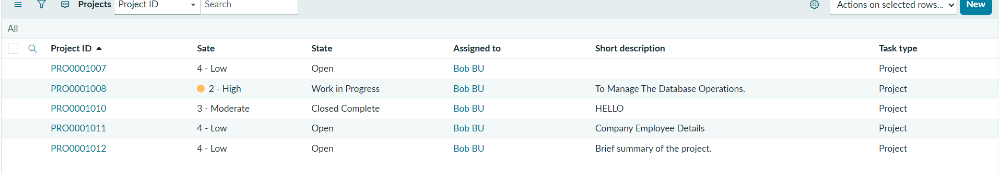 Projects Project ID Search Actions on selected rows... New
All
Project ID Sate State Assigned to Short description Task type
PRO0001007 4 - Low Open Bob BU Project
PRO0001008 2 - High Work in Progress Bob BU To Manage The Database Operations. Project
PRO0001010 3 - Moderate Closed Complete Bob BU HELLO Project
PRO0001011 4 - Low Open Bob BU Company Employee Details Project
PRO0001012 4 - Low Open Bob BU Brief summary of the project. Project